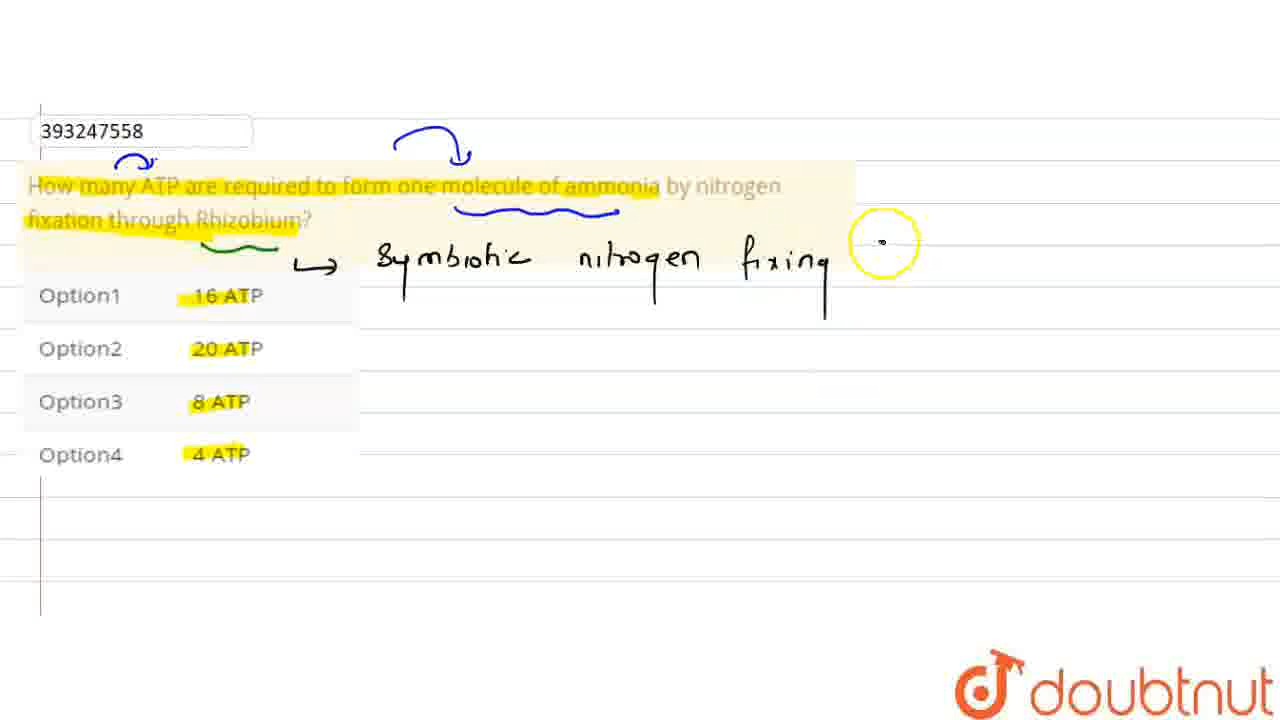 393247558
How many ATP are required to form one molecule of ammonia by nitrogen
fixation through Rhizobium?
Symbiotic nitrogen fixing
Option1 16 ATP
Option2 20 ATP
Option3 8 ATP
Option4 4 ATP
doubtnut